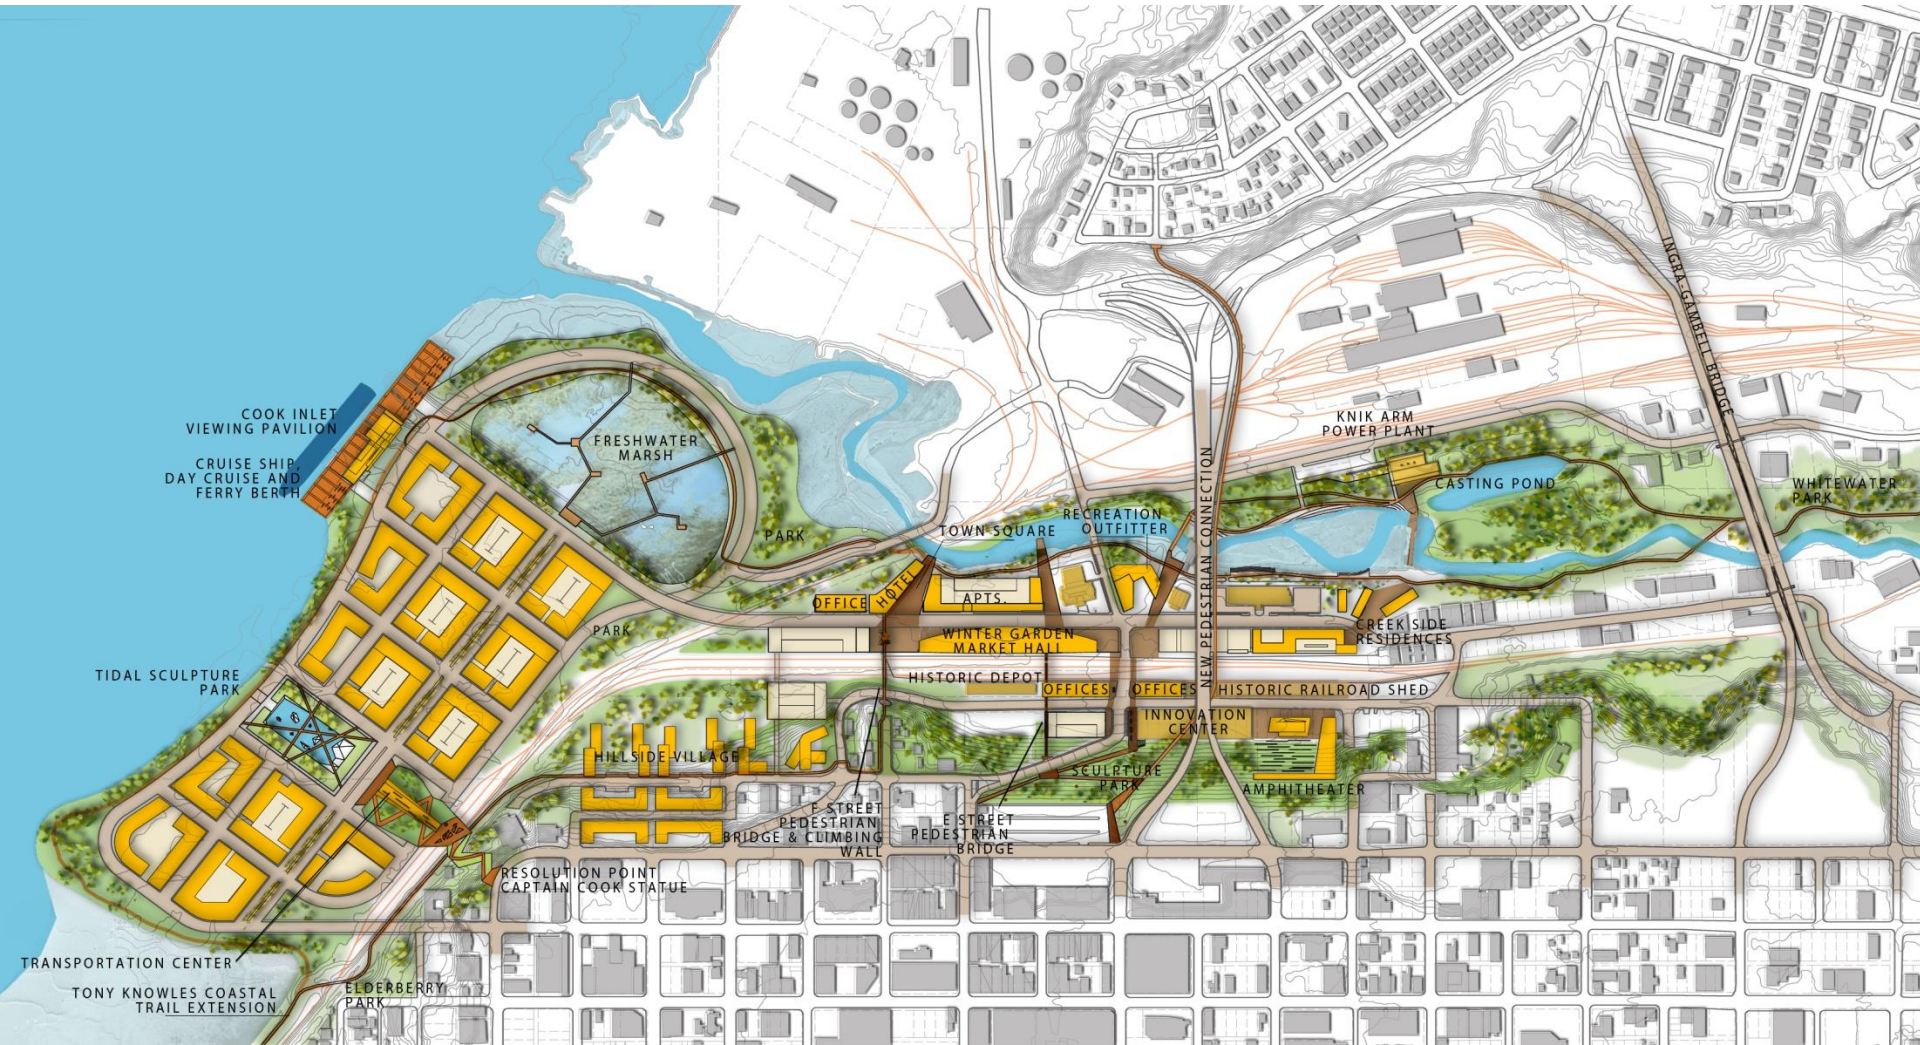 COOK INLET
VIEWING PAVILION
CRUISE SHIP,
DAY CRUISE AND
FERRY BERTH
FRESHWATER
MARSH
PARK
TOWN SQUARE
RECREATION
OUTFITTER
NEW PEDESTRIAN CONNECTION
KNIK ARM
POWER PLANT
CASTING POND
INGRA-GAMBELL BRIDGE
WHITEWATER
PARK
OFFICE
HOTEL
APTS.
WINTER GARDEN
MARKET HALL
CREEK SIDE
RESIDENCES
PARK
TIDAL SCULPTURE
PARK
HISTORIC DEPOT
OFFICES
OFFICES
HISTORIC RAILROAD SHED
INNOVATION
CENTER
HILLSIDE VILLAGE
SCULPTURE
PARK
AMPHITHEATER
F STREET
PEDESTRIAN
BRIDGE & CLIMBING
WALL
E STREET
PEDESTRIAN
BRIDGE
RESOLUTION POINT
CAPTAIN COOK STATUE
TRANSPORTATION CENTER
TONY KNOWLES COASTAL
TRAIL EXTENSION
ELDERBERRY
PARK